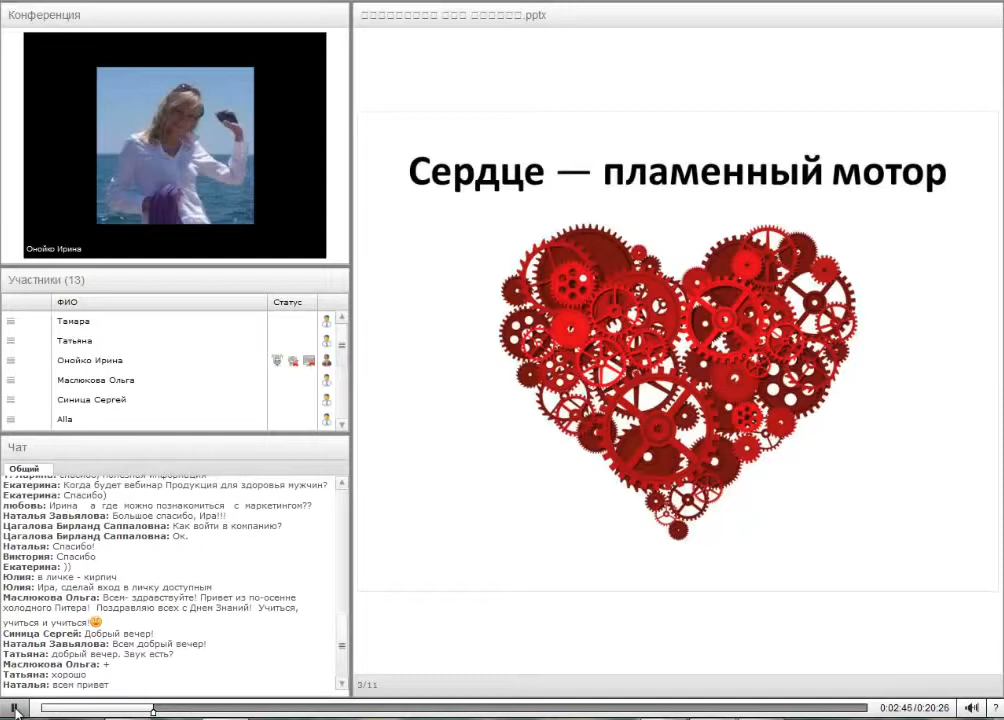 Конференция
Онойко Ирина
Участники (13)
ФИО Статус
Тамара
Татьяна
Онойко Ирина
Маслюкова Ольга
Синица Сергей
Alla
Чат
Общий
Екатерина: Когда будет вебинар Продукция для здоровья мужчин?
Екатерина: Спасибо)
любовь: Ирина а где можно познакомиться с маркетингом??
Наталья Завьялова: Большое спасибо, Ира!!!
Цагалова Бирланд Саппаловна: Как войти в компанию?
Цагалова Бирланд Саппаловна: Ок.
Наталья: Спасибо!
Виктория: Спасибо
Екатерина: ))
Юлия: в личке - кирпич
Юлия: Ира, сделай вход в личку доступным
Маслюкова Ольга: Всем- здравствуйте! Привет из по-осенне
холодного Питера! Поздравляю всех с Днем Знаний! Учиться,
учиться и учиться!
Синица Сергей: Добрый вечер!
Наталья Завьялова: Всем добрый вечер!
Татьяна: добрый вечер. Звук есть?
Маслюкова Ольга: +
Татьяна: хорошо
Наталья: всем привет
.pptx
Сердце — пламенный мотор
3/11
0:02:46/0:20:26
?